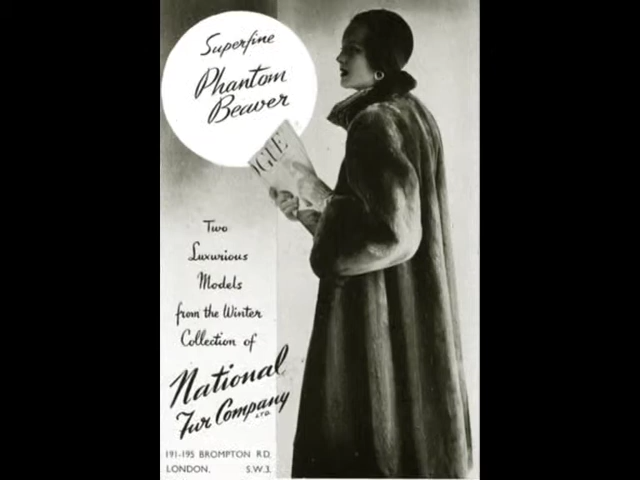 Superfine
Phantom
Beaver
Two
Luxurious
Models
from the Winter
Collection of
National
Fur Company
LTD.
191-195 BROMPTON RD.
LONDON. S.W.3.